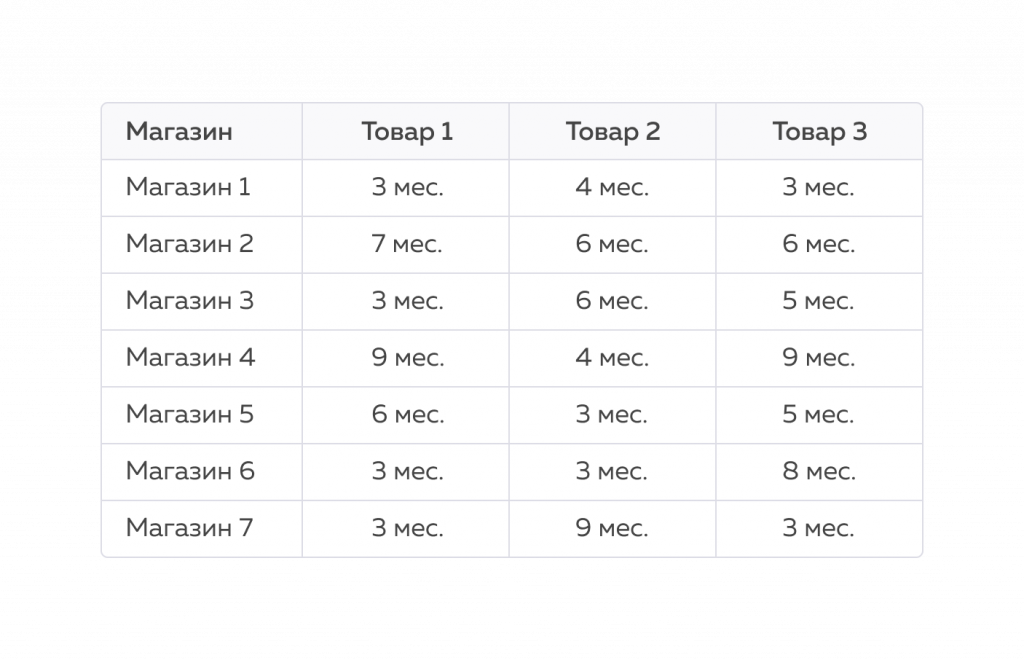 Магазин Товар 1 Товар 2 Товар 3
Магазин 1 3 мес. 4 мес. 3 мес.
Магазин 2 7 мес. 6 мес. 6 мес.
Магазин 3 3 мес. 6 мес. 5 мес.
Магазин 4 9 мес. 4 мес. 9 мес.
Магазин 5 6 мес. 3 мес. 5 мес.
Магазин 6 3 мес. 3 мес. 8 мес.
Магазин 7 3 мес. 9 мес. 3 мес.